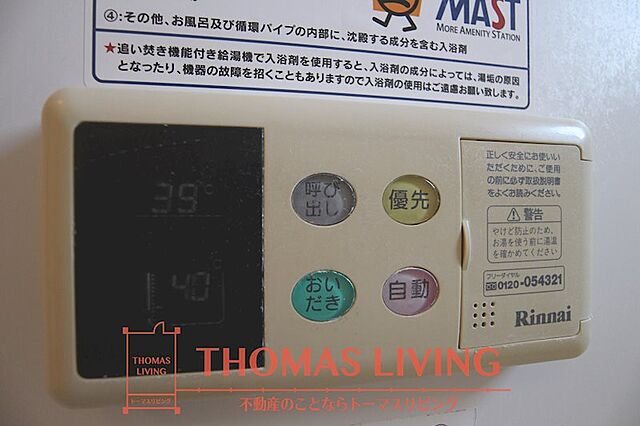 MAST
MORE AMENITY STATION
④:その他、お風呂及び循環パイプの内部に、沈殿する成分を含む入浴剤
★追い焚き機能付き給湯機で入浴剤を使用すると、入浴剤の成分によっては、湯垢の原因
となったり、機器の故障を招くこともありますので入浴剤の使用はご遠慮お願い致します。
39℃
40℃
呼び
出し
優先
おい
だき
自動
正しく安全にお使いい
ただくために、ご使用
の前に必ず取扱説明書
をよくお読みください。
警告
やけど防止のため、
お湯を使う前に湯温
を確かめてください
フリーダイヤル
0120-054321
Rinnai
THOMAS
LIVING
トーマスリビング
THOMAS LIVING
不動産のことならトーマスリビング